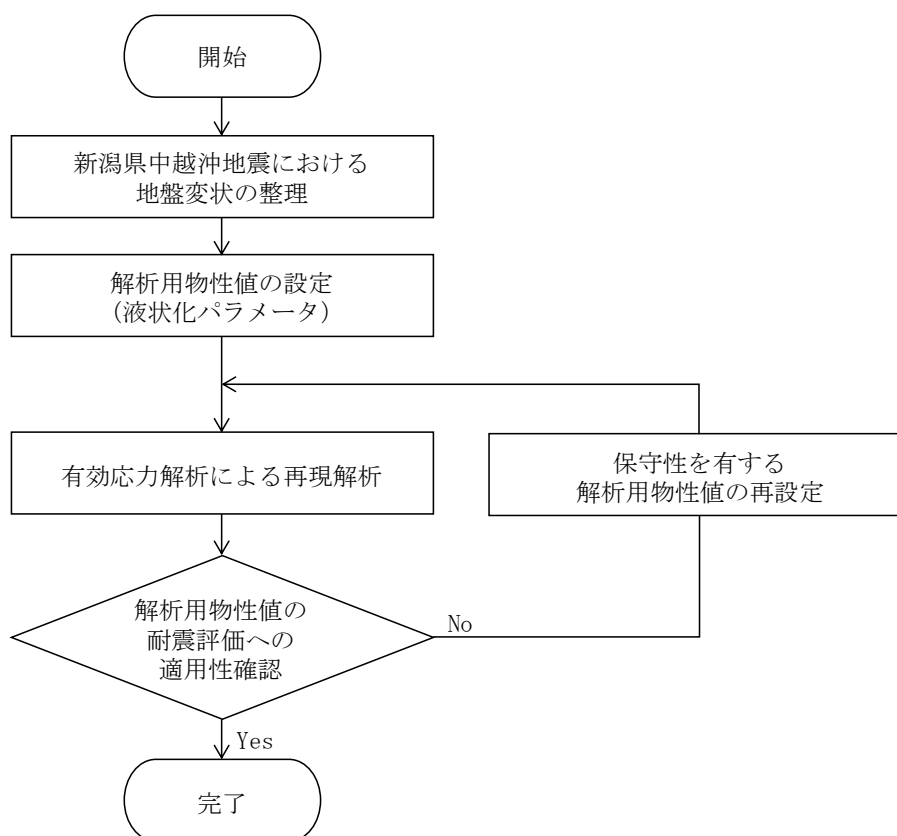 開始
新潟県中越沖地震における
地盤変状の整理
解析用物性値の設定
（液状化パラメータ）
有効応力解析による再現解析
保守性を有する
解析用物性値の再設定
解析用物性値の
耐震評価への
適用性確認
No
Yes
完了